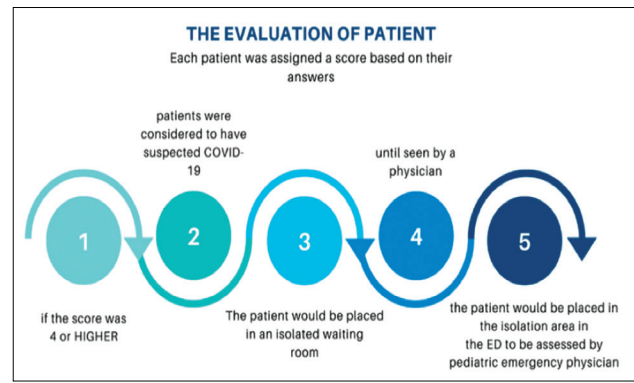 THE EVALUATION OF PATIENT
Each patient was assigned a score based on their
answers
1
if the score was
4 or HIGHER
2
patients were
considered to have
suspected COVID-
19
3
The patient would be placed
in an isolated waiting
room
4
until seen by a
physician
5
the patient would be placed in
the isolation area in
the ED to be assessed by
pediatric emergency physician